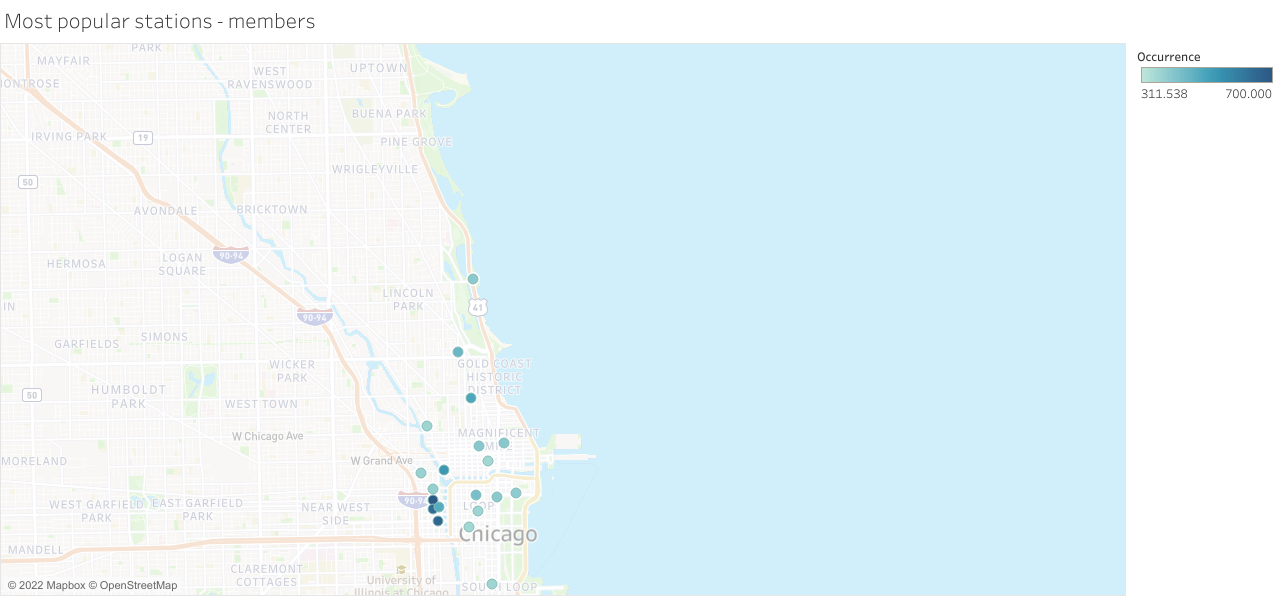 Most popular stations - members
Occurrence
311.538 700.000
PARK
MAYFAIR
WEST
RAVENSWOOD
UPTOWN
IONTROSE
NORTH
CENTER
BUENA PARK
IRVING PARK
19
PINE GROVE
WRIGLEYVILLE
50
AVONDALE
BRICKTOWN
90-94
LOGAN
SQUARE
HERMOSA
LINCOLN
PARK
IN
41
90-94
SIMONS
GARFIELDS
WICKER
PARK
GOLD COAST
HISTORIC
DISTRICT
50
HUMBOLDT
PARK
WEST TOWN
W Chicago Ave
MAGNIFICENT
MORELAND
W Grand Ave
WEST GARFIELD
PARK
EAST GARFIELD
PARK
NEAR WEST
SIDE
LOOP
Chicago
MANDELL
CLAREMONT
COTTAGES
University of
Illinois at Chicago
SOUTH LOOP
© 2022 Mapbox © OpenStreetMap